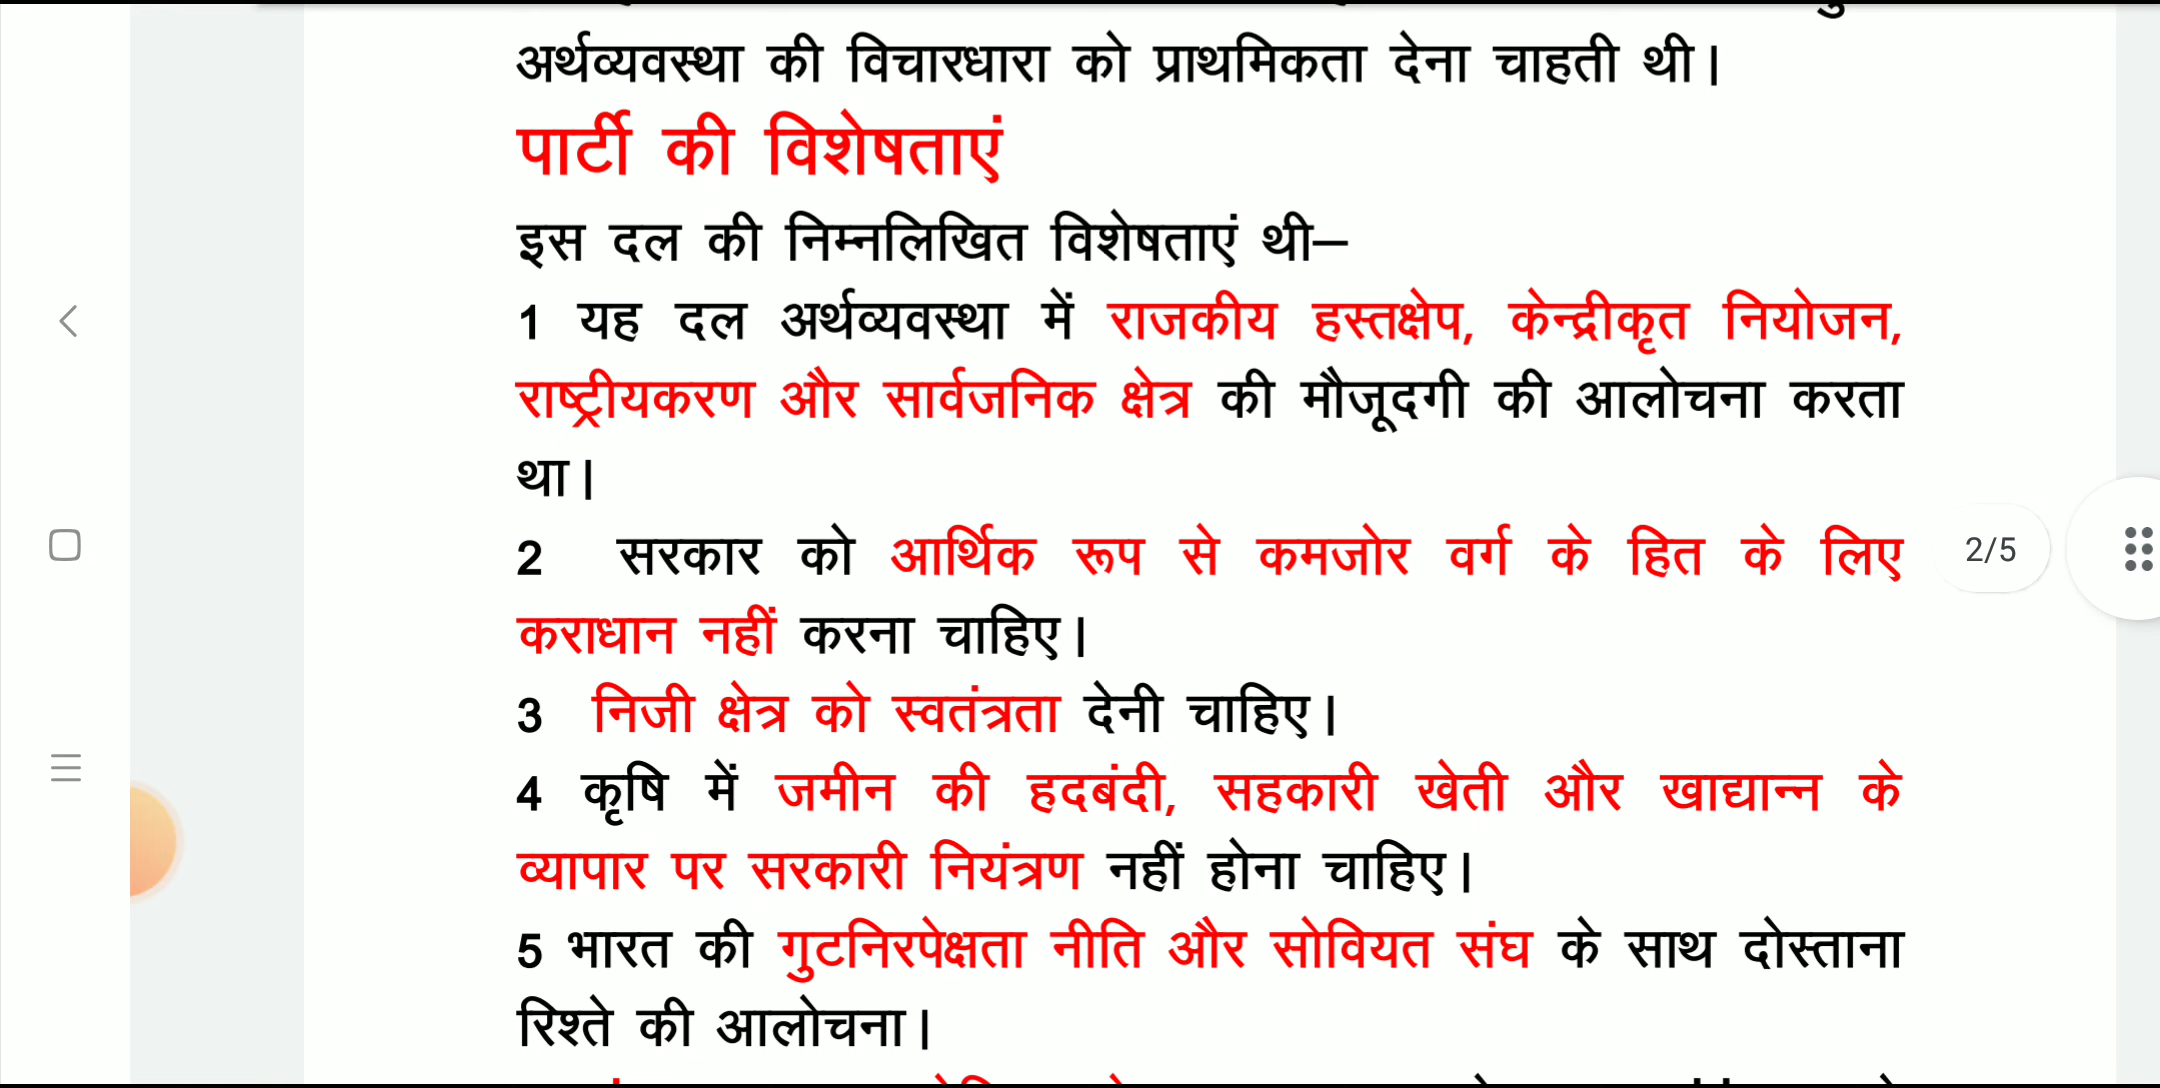 अर्थव्यवस्था की विचारधारा को प्राथमिकता देना चाहती थी।
पार्टी की विशेषताएं
इस दल की निम्नलिखित विशेषताएं थी–
1 यह दल अर्थव्यवस्था में राजकीय हस्तक्षेप, केन्द्रीकृत नियोजन,
राष्ट्रीयकरण और सार्वजनिक क्षेत्र की मौजूदगी की आलोचना करता
था।
2 सरकार को आर्थिक रूप से कमजोर वर्ग के हित के लिए
कराधान नहीं करना चाहिए।
3 निजी क्षेत्र को स्वतंत्रता देनी चाहिए।
4 कृषि में जमीन की हदबंदी, सहकारी खेती और खाद्यान्न के
व्यापार पर सरकारी नियंत्रण नहीं होना चाहिए।
5 भारत की गुटनिरपेक्षता नीति और सोवियत संघ के साथ दोस्ताना
रिश्ते की आलोचना।
2/5